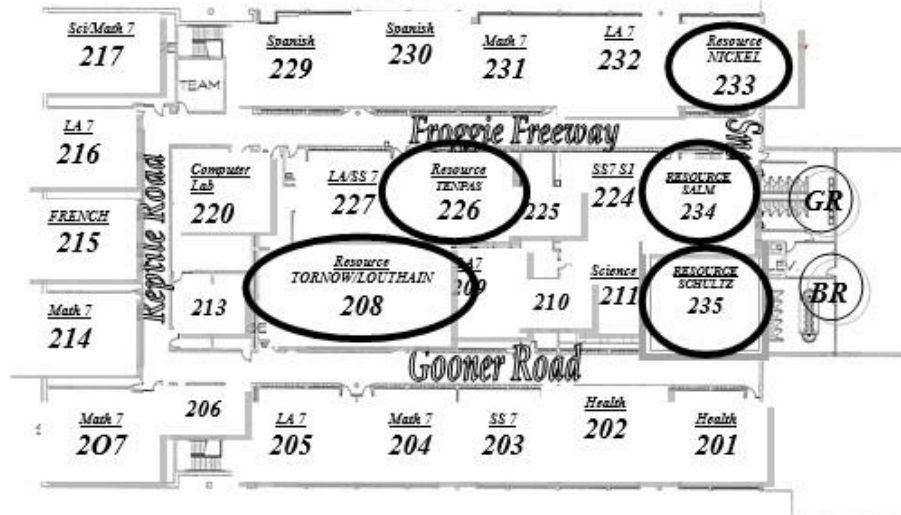 Sci/Math 7
217
TEAM
Spanish
229
Spanish
230
Math 7
231
LA 7
232
Resource
NICKEL
233
Froggie Freeway
LA 7
216
Reptile Road
Computer
Lab
220
LA/SS 7
227
Resource
TENPAS
226
225
SS7 S1
224
RESOURCE
SALM
234
GR
FRENCH
215
213
Resource
TORNOW/LOUTHAIN
208
LA7
209
210
Science
211
RESOURCE
SCHULTZ
235
BR
Math 7
214
Gooner Road
Math 7
207
206
LA 7
205
Math 7
204
SS 7
203
Health
202
Health
201